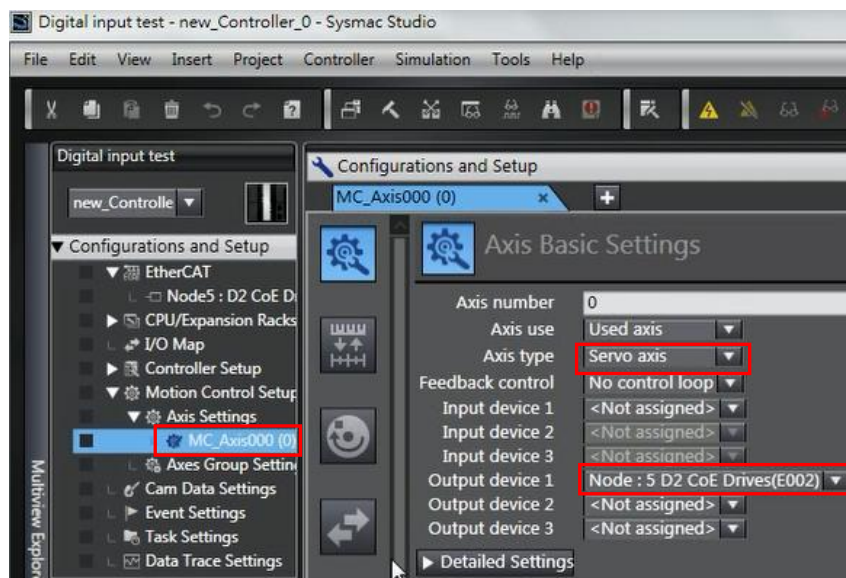 Digital input test - new_Controller_0 - Sysmac Studio
File Edit View Insert Project Controller Simulation Tools Help
Digital input test
new_Controlle
Configurations and Setup
EtherCAT
Node5 : D2 CoE D
CPU/Expansion Racks
I/O Map
Controller Setup
Motion Control Setup
Axis Settings
MC_Axis000 (0)
Axes Group Setting
Cam Data Settings
Event Settings
Task Settings
Data Trace Settings
Multiview Explor
Configurations and Setup
MC_Axis000 (0)
Axis Basic Settings
Axis number 0
Axis use Used axis
Axis type Servo axis
Feedback control No control loop
Input device 1 <Not assigned>
Input device 2 <Not assigned>
Input device 3 <Not assigned>
Output device 1 Node : 5 D2 CoE Drives(E002)
Output device 2 <Not assigned>
Output device 3 <Not assigned>
Detailed Settings